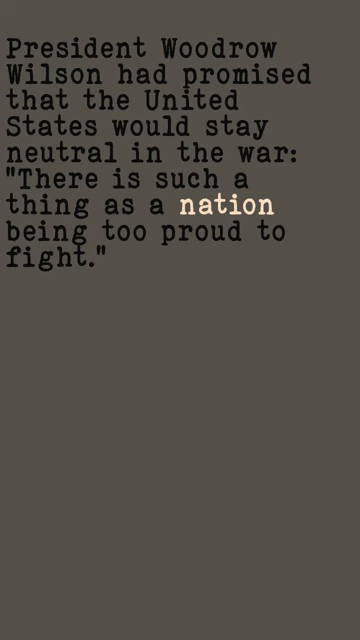 President Woodrow
Wilson had promised
that the United
States would stay
neutral in the war:
"There is such a
thing as a nation
being too proud to
fight."